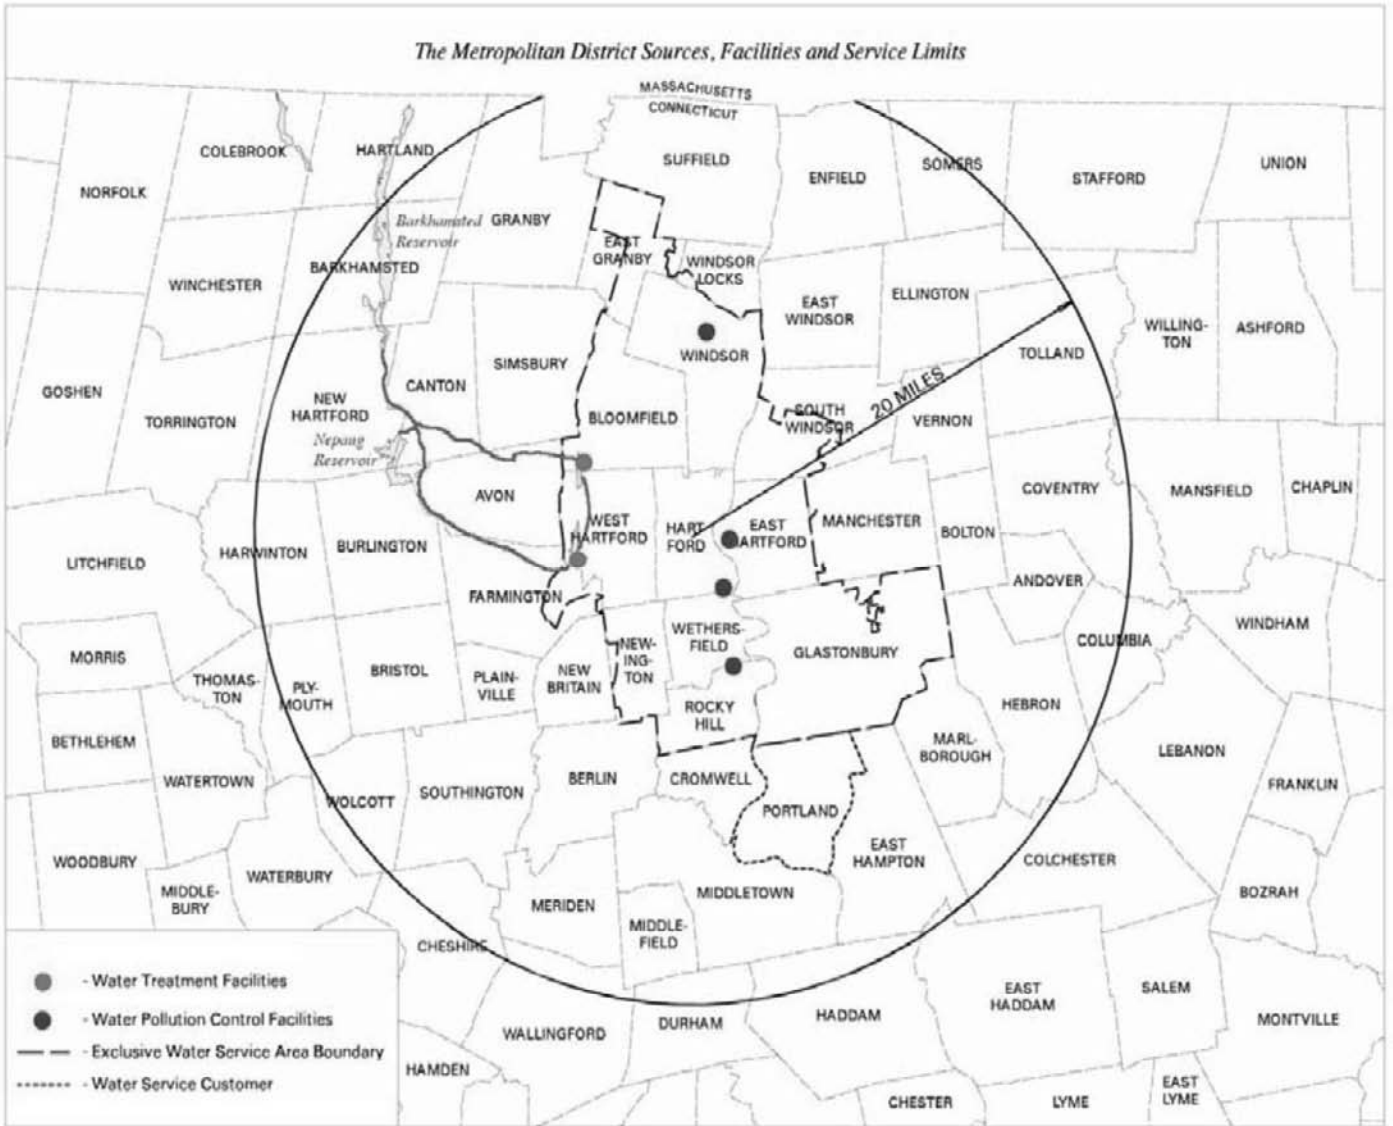 The Metropolitan District Sources, Facilities and Service Limits
MASSACHUSETTS
CONNECTICUT
COLEBROOK
HARTLAND
SUFFIELD
ENFIELD
SOMERS
STAFFORD
UNION
NORFOLK
Barkhamsted
Reservoir
GRANBY
EAST
GRANBY
WINDSOR
LOCKS
BARKHAMSTED
WINCHESTER
EAST
WINDSOR
ELLINGTON
WILLING-
TON
ASHFORD
TOLLAND
WINDSOR
SIMSBURY
CANTON
GOSHEN
TORRINGTON
NEW
HARTFORD
BLOOMFIELD
SOUTH
WINDSOR
20 MILES
VERNON
Nepaug
Reservoir
AVON
WEST
HARTFORD
HART
FORD
EAST
HARTFORD
MANCHESTER
BOLTON
COVENTRY
MANSFIELD
CHAPLIN
LITCHFIELD
HARWINTON
BURLINGTON
FARMINGTON
ANDOVER
COLUMBIA
WINDHAM
MORRIS
THOMAS-
TON
PLY-
MOUTH
BRISTOL
PLAIN-
VILLE
NEW
BRITAIN
NEW-
ING-
TON
WETHERS-
FIELD
GLASTONBURY
ROCKY
HILL
HEBRON
MARL-
BOROUGH
LEBANON
BETHLEHEM
WATERTOWN
WOLCOTT
SOUTHINGTON
BERLIN
CROMWELL
PORTLAND
EAST
HAMPTON
COLCHESTER
FRANKLIN
WOODBURY
MIDDLE-
BURY
WATERBURY
MERIDEN
MIDDLETOWN
MIDDLE-
FIELD
BOZRAH
CHESHIRE
WALLINGFORD
DURHAM
HADDAM
EAST
HADDAM
SALEM
MONTVILLE
HAMDEN
CHESTER
LYME
EAST
LYME
- Water Treatment Facilities
- Water Pollution Control Facilities
- Exclusive Water Service Area Boundary
- Water Service Customer